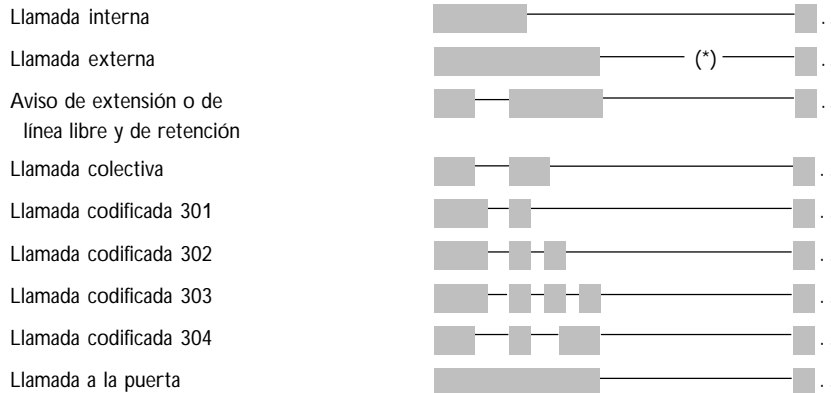 Llamada interna .
Llamada externa (*) .
Aviso de extensión o de .
línea libre y de retención
Llamada colectiva .
Llamada codificada 301 .
Llamada codificada 302 .
Llamada codificada 303 .
Llamada codificada 304 .
Llamada a la puerta .